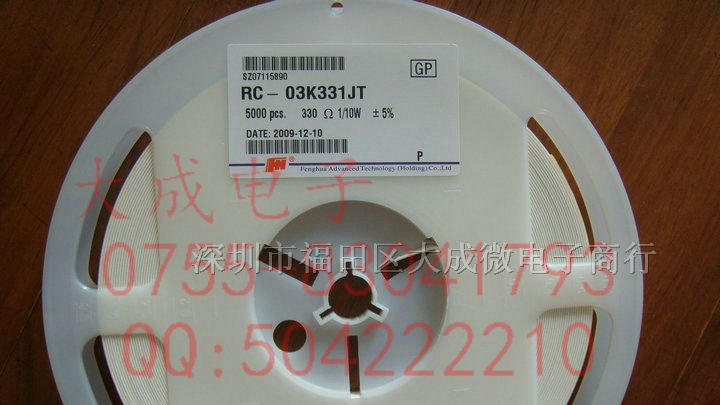 SZ07115890
GP
RC - 03K331JT
5000 pcs. 330 Ω 1/10W ±5%
DATE: 2009-12-10
P
Fenghua Advanced Technology (Holding) Co.,Ltd
大成电子
深圳市福田区大成微电子商行
0755-83041793
QQ:504222210